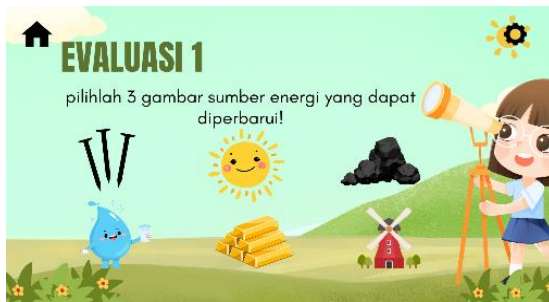 EVALUASI 1
pilihlah 3 gambar sumber energi yang dapat
diperbarui!